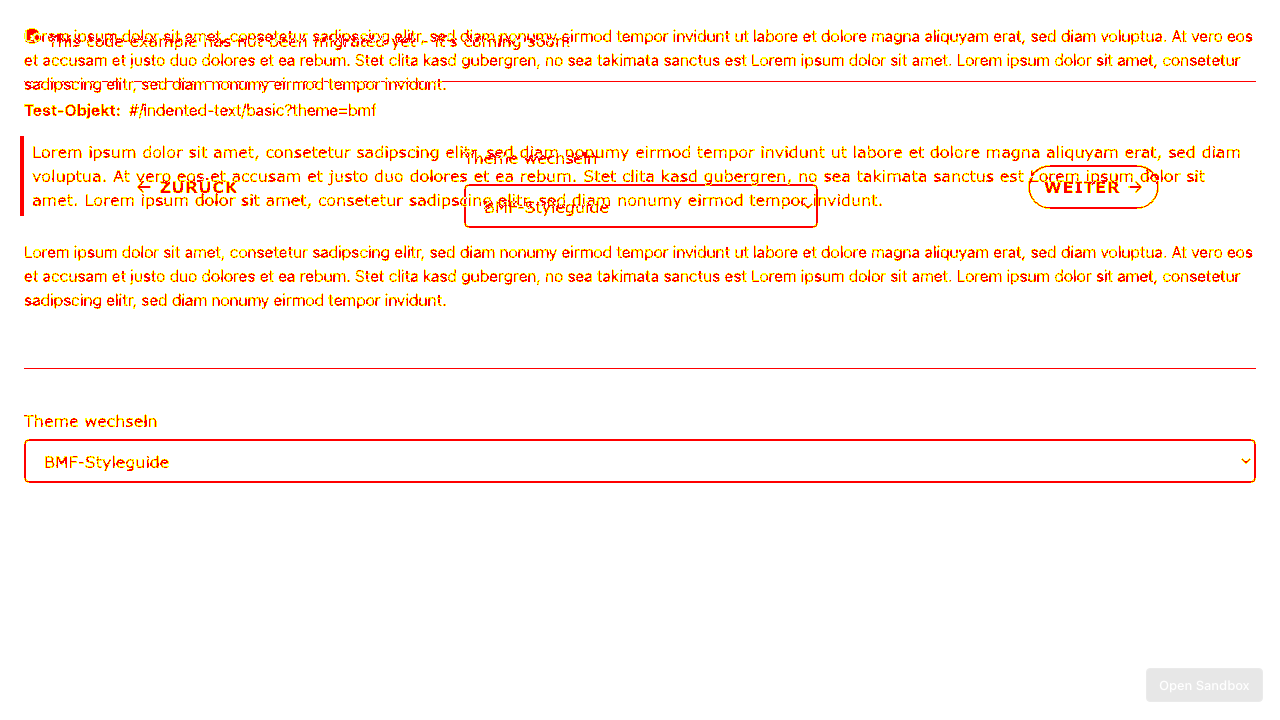 Lorem ipsum dolor sit amet, consetetur sadipscing elitr, sed diam nonumy eirmod tempor invidunt ut labore et dolore magna aliquyam erat, sed diam voluptua. At vero eos
This code example has not been migrated yet - it's coming soon!
et accusam et justo duo dolores et ea rebum. Stet clita kasd gubergren, no sea takimata sanctus est Lorem ipsum dolor sit amet. Lorem ipsum dolor sit amet, consetetur
sadipscing elitr, sed diam nonumy eirmod tempor invidunt.
Test-Objekt: #/indented-text/basic?theme=bmf
Lorem ipsum dolor sit amet, consetetur sadipscing elitr, sed diam nonumy eirmod tempor invidunt ut labore et dolore magna aliquyam erat, sed diam
Theme wechseln
voluptua. At vero eos et accusam et justo duo dolores et ea rebum. Stet clita kasd gubergren, no sea takimata sanctus est Lorem ipsum dolor sit
← ZURÜCK
WEITER →
amet. Lorem ipsum dolor sit amet, consetetur sadipscing elitr, sed diam nonumy eirmod tempor invidunt.
BMF-Styleguide
Lorem ipsum dolor sit amet, consetetur sadipscing elitr, sed diam nonumy eirmod tempor invidunt ut labore et dolore magna aliquyam erat, sed diam voluptua. At vero eos
et accusam et justo duo dolores et ea rebum. Stet clita kasd gubergren, no sea takimata sanctus est Lorem ipsum dolor sit amet. Lorem ipsum dolor sit amet, consetetur
sadipscing elitr, sed diam nonumy eirmod tempor invidunt.
Theme wechseln
BMF-Styleguide
Open Sandbox